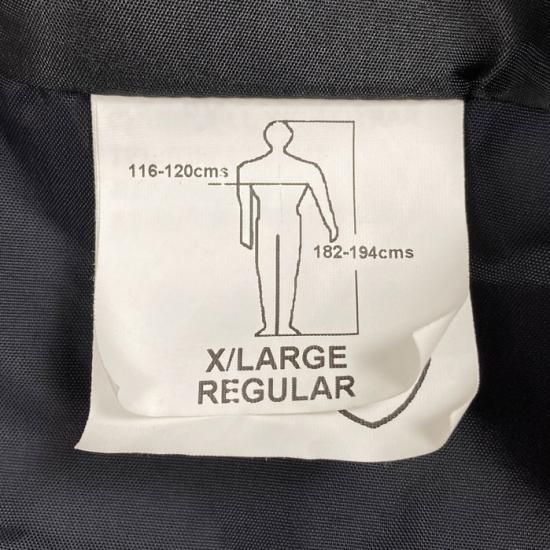 116-120cms
182-194cms
X/LARGE
REGULAR